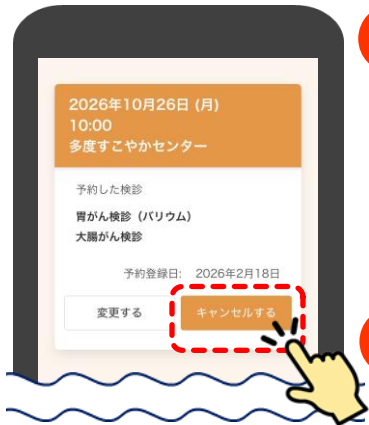 2026年10月26日 (月)
10:00
多度すこやかセンター
予約した検診
胃がん検診（バリウム）
大腸がん検診
予約登録日: 2026年2月18日
変更する
キャンセルする